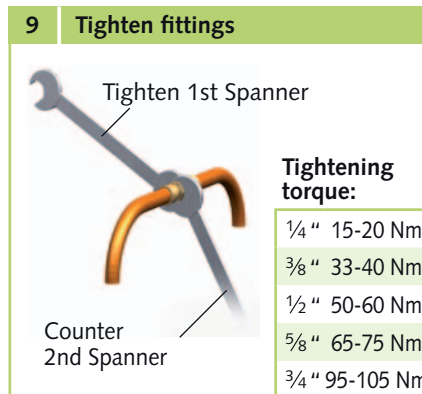 9 Tighten fittings
Tighten 1st Spanner
Tightening
torque:
¼ " 15-20 Nm
⅜ " 33-40 Nm
½ " 50-60 Nm
⅝ " 65-75 Nm
¾ " 95-105 Nm
Counter
2nd Spanner